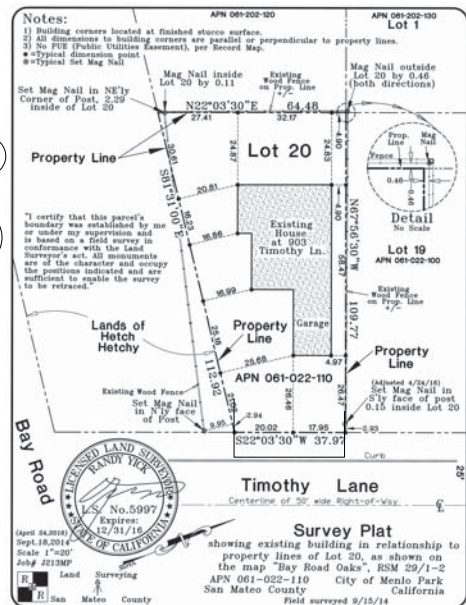 Notes:
1) Building corners located at finished stucco surface.
2) All dimensions to building corners are parallel or perpendicular to property lines.
3) No PUE (Public Utilities Easement), per Record Map.
•=Typical dimension point
⊕=Typical Set Mag Nail
APN 061-202-120
APN 061-202-130
Lot 1
Mag Nail inside
Lot 20 by 0.11
Existing
Wood Fence
on Prop. Line
+/-
Mag Nail outside
Lot 20 by 0.46
(both directions)
Set Mag Nail in NE'ly
Corner of Post, 2.29
inside of Lot 20
N22°03'30"E 64.48
27.41
32.17
4.90
Property Line
30.61
S81°31'00"E
24.87
24.83
Lot 20
Prop.
Line
Mag
Nail
Fence
0.46
0.46
Detail
No Scale
20.81
16.23
16.86
4.90
N67°56'30"W
58.47
109.77
Existing
House
at 903
Timothy Ln.
Lot 19
APN 061-022-100
"I certify that this parcel's
boundary was established by me
or under my supervision and
is based on a field survey in
conformance with the Land
Surveyor's act. All monuments
are of the character and occupy
the positions indicated and are
sufficient to enable the survey
to be retraced."
16.99
Existing
Wood Fence
on Prop. Line
+/-
Lands of
Hetch
Hetchy
25.18
112.92
Property
Line
Garage
25.68
4.97
Property
Line
APN 061-022-110
Existing Wood Fence
Set Mag Nail
in N'ly face
of Post
26.46
26.47
(Adjusted 4/24/16)
Set Mag Nail in
S'ly face of post
0.15 inside Lot 20
9.95
2.94
20.02
17.95
2.93
S22°03'30"W 37.97
Bay Road
Curb
25'
Timothy Lane
Centerline of 50' wide Right-of-Way
LICENSED LAND SURVEYOR
RANDY YICK
L.S. No.5997
Expires:
12/31/16
STATE OF CALIFORNIA
Survey Plat
showing existing building in relationship to
property lines of Lot 20, as shown on
the map "Bay Road Oaks", RSM 29/1-2
APN 061-022-110 City of Menlo Park
San Mateo County California
Field surveyed 9/15/14
(April 24,2016)
Sept.18,2014
Scale 1"=20'
Job# J213MP
Land Surveying
San Mateo County